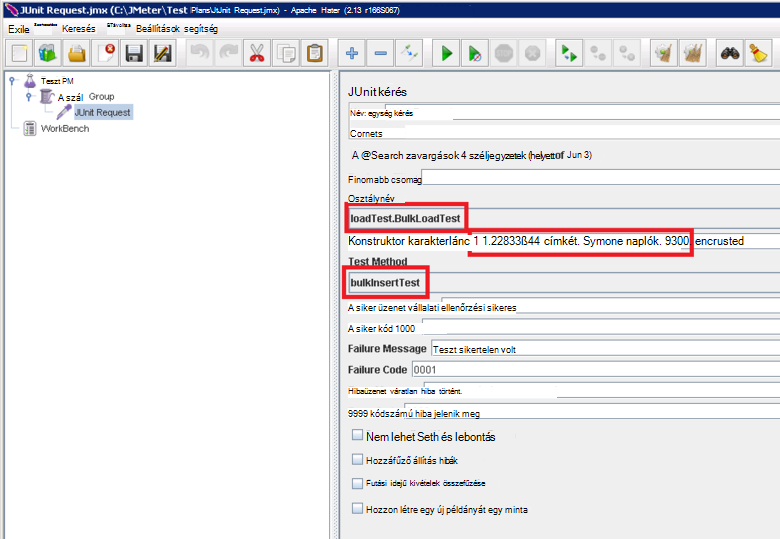 JUnit Request.jmx (C:\JMeter\Test Plans\JUnit Request.jmx) - Apache Hater (2.13 r166S067)
Exile Keresés Beállítások segítség
Teszt PM
A szál Group
JUnit Request
WorkBench
JUnit kérés
Név: egység kérés
Cornets
A @Search zavargások 4 széljegyzetek (helyett of Jun 3)
Finomabb csomag
Osztálynév
loadTest.BulkLoadTest
Konstruktor karakterlánc 1 1.22833ß44 címkét. Symone naplók. 9300 encrusted
Test Method
bulkInsertTest
A siker üzenet vállalati ellenőrzési sikeres
A siker kód 1000
Failure Message Teszt sikertelen volt
Failure Code 0001
Hibaüzenet váratlan hiba történt.
9999 kódszámú hiba jelenik meg
Nem lehet Seth és lebontás
Hozzáfűző állítás hibák
Futási idejű kivételek összefűzése
Hozzon létre egy új példányát egy minta